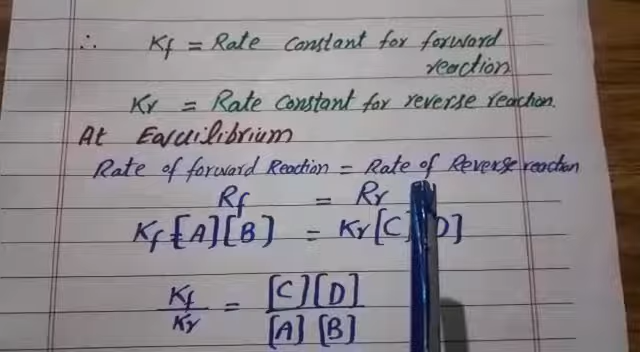 ∴ Kf = Rate Constant for forward
reaction
Kr = Rate Constant for reverse reaction.
At Eauilibrium
Rate of forward Reaction = Rate of Reverse reaction
Rf = Rr
Kf [A][B] = Kr [C] D]
Kf/Kr = [C][D]/[A][B]